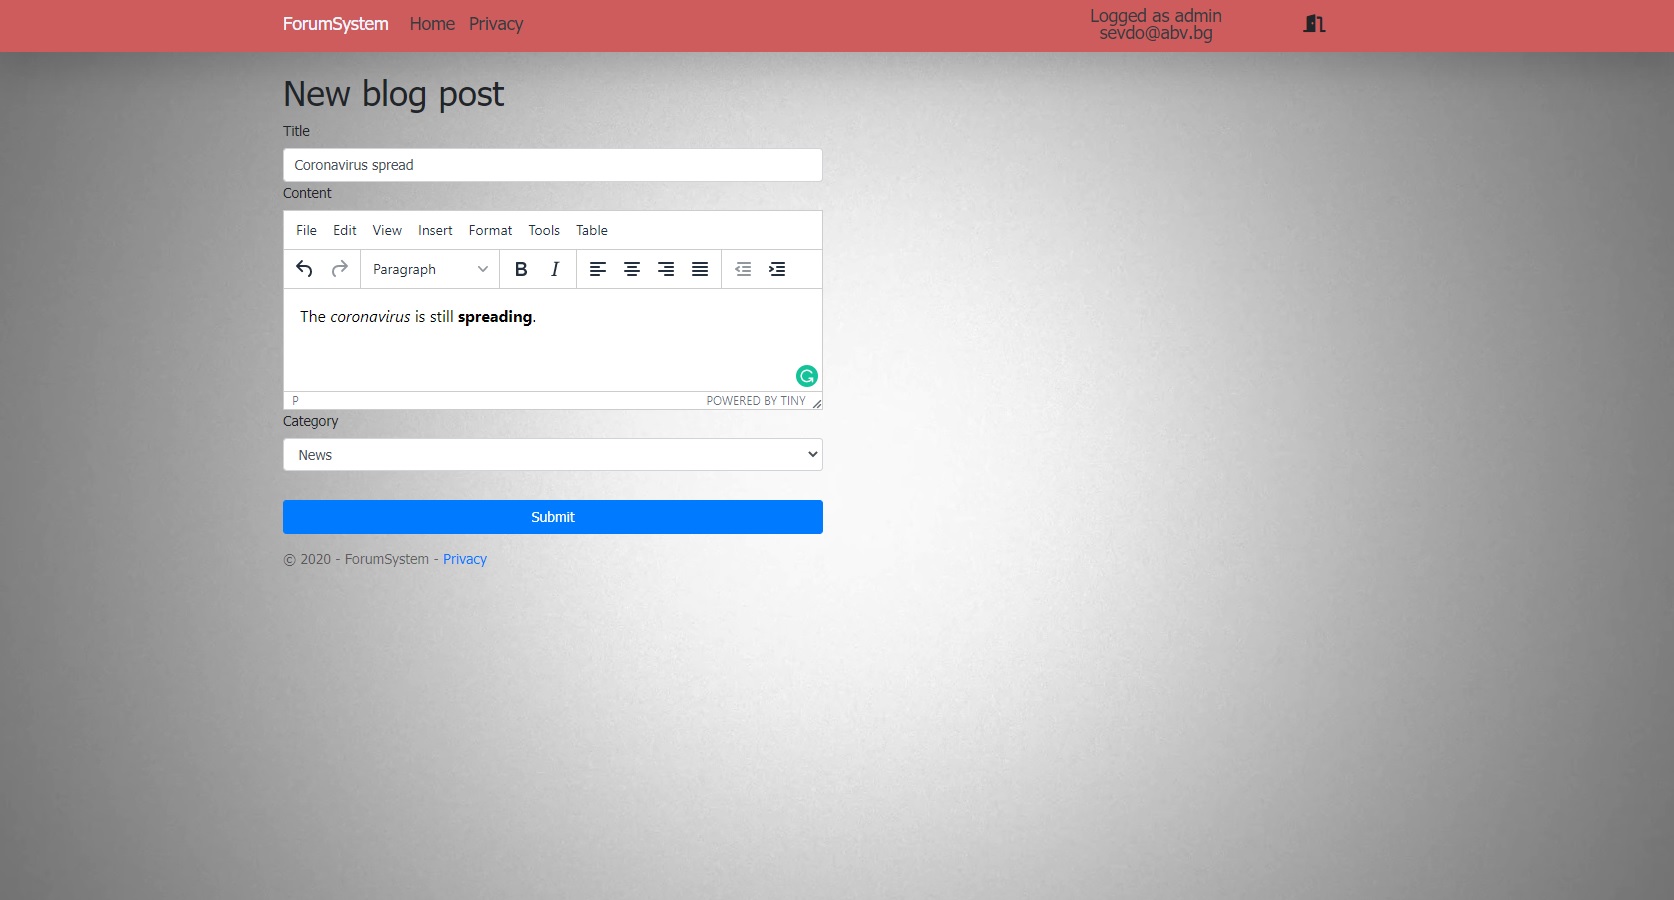 ForumSystem Home Privacy Logged as admin
sevdo@abv.bg
New blog post
Title
Coronavirus spread
Content
File Edit View Insert Format Tools Table
Paragraph B I
The coronavirus is still spreading.
P POWERED BY TINY
Category
News
Submit
© 2020 - ForumSystem - Privacy